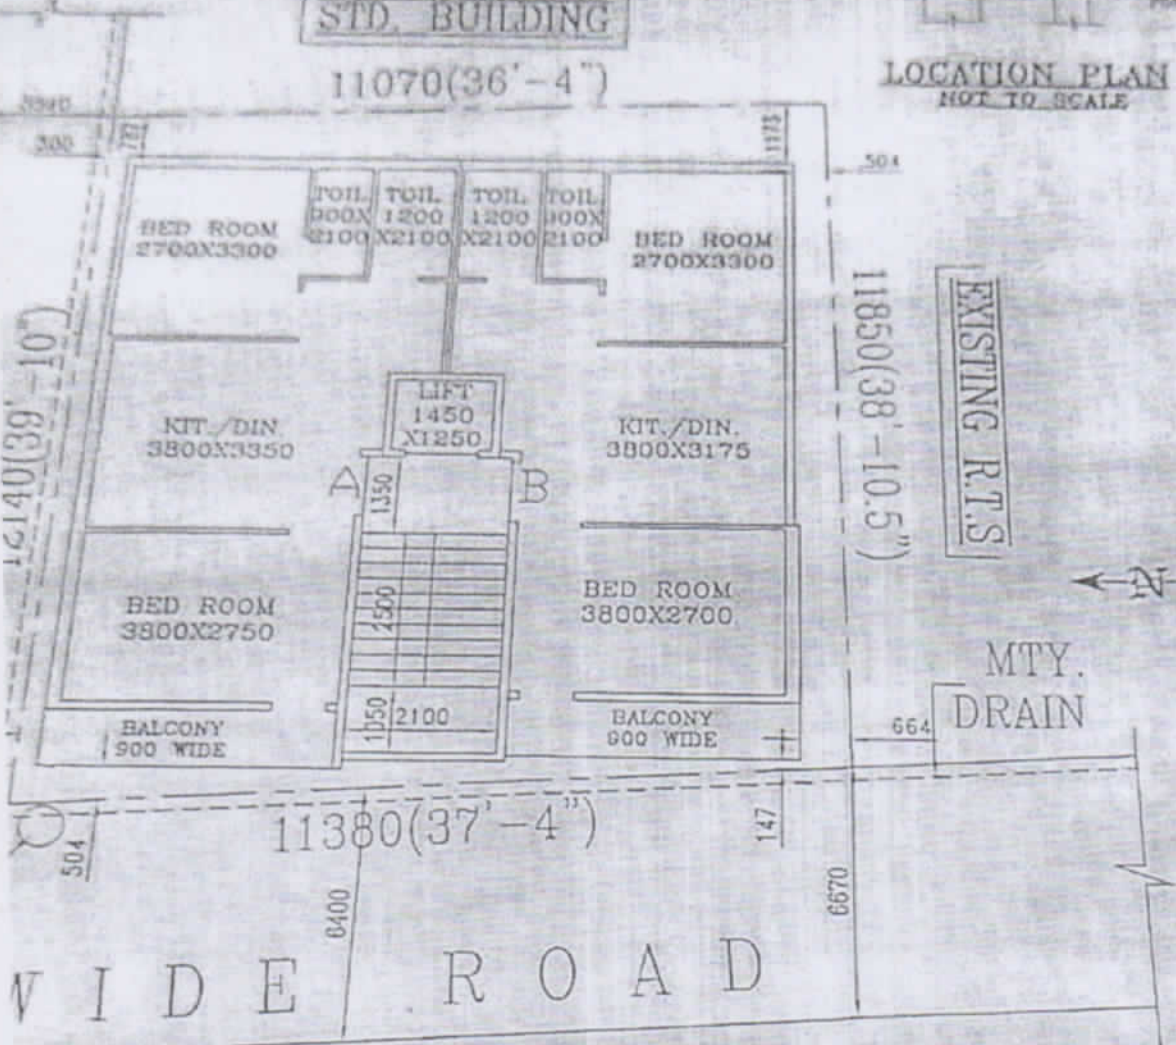 STD. BUILDING
11070(36'-4")
LOCATION PLAN
NOT TO SCALE
300
1173
504
TOIL
900X
2100
TOIL
1200
X2100
TOIL
1200
X2100
TOIL
900X
2100
BED ROOM
2700X3300
BED ROOM
2700X3300
12140(39'-10")
11850(38'-10.5")
EXISTING R.T.S
LIFT
1450
X1250
KIT./DIN.
3800X3350
KIT./DIN.
3800X3175
A
B
1350
N
BED ROOM
3800X2750
2500
BED ROOM
3800X2700
MTY.
DRAIN
BALCONY
900 WIDE
1050
2100
BALCONY
900 WIDE
664
11380(37'-4")
504
147
6400
6670
WIDE ROAD